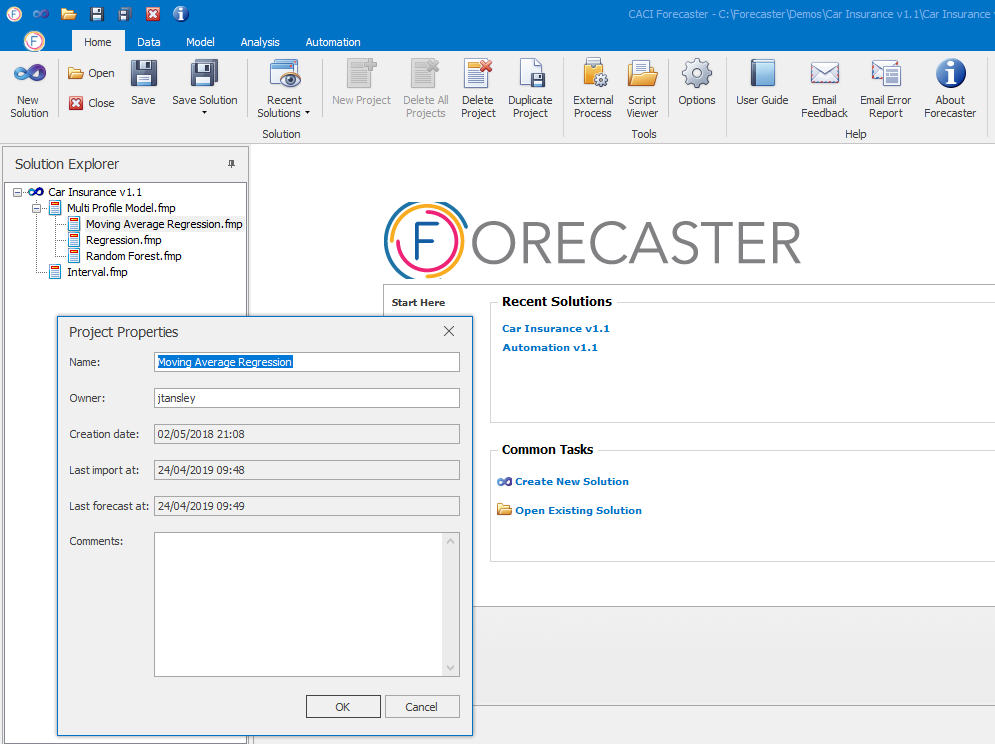 CACI Forecaster - C:\Forecaster\Demos\Car Insurance v1.1\Car Insurance
Home Data Model Analysis Automation
New Solution
Open
Close
Save
Save Solution
Recent Solutions
New Project
Delete All Projects
Delete Project
Duplicate Project
External Process
Script Viewer
Options
User Guide
Email Feedback
Email Error Report
About Forecaster
Solution
Tools
Help
Solution Explorer
Car Insurance v1.1
Multi Profile Model.fmp
Moving Average Regression.fmp
Regression.fmp
Random Forest.fmp
Interval.fmp
FORECASTER
Start Here
Recent Solutions
Car Insurance v1.1
Automation v1.1
Common Tasks
Create New Solution
Open Existing Solution
Project Properties
Name: Moving Average Regression
Owner: jtansley
Creation date: 02/05/2018 21:08
Last import at: 24/04/2019 09:48
Last forecast at: 24/04/2019 09:49
Comments:
OK Cancel